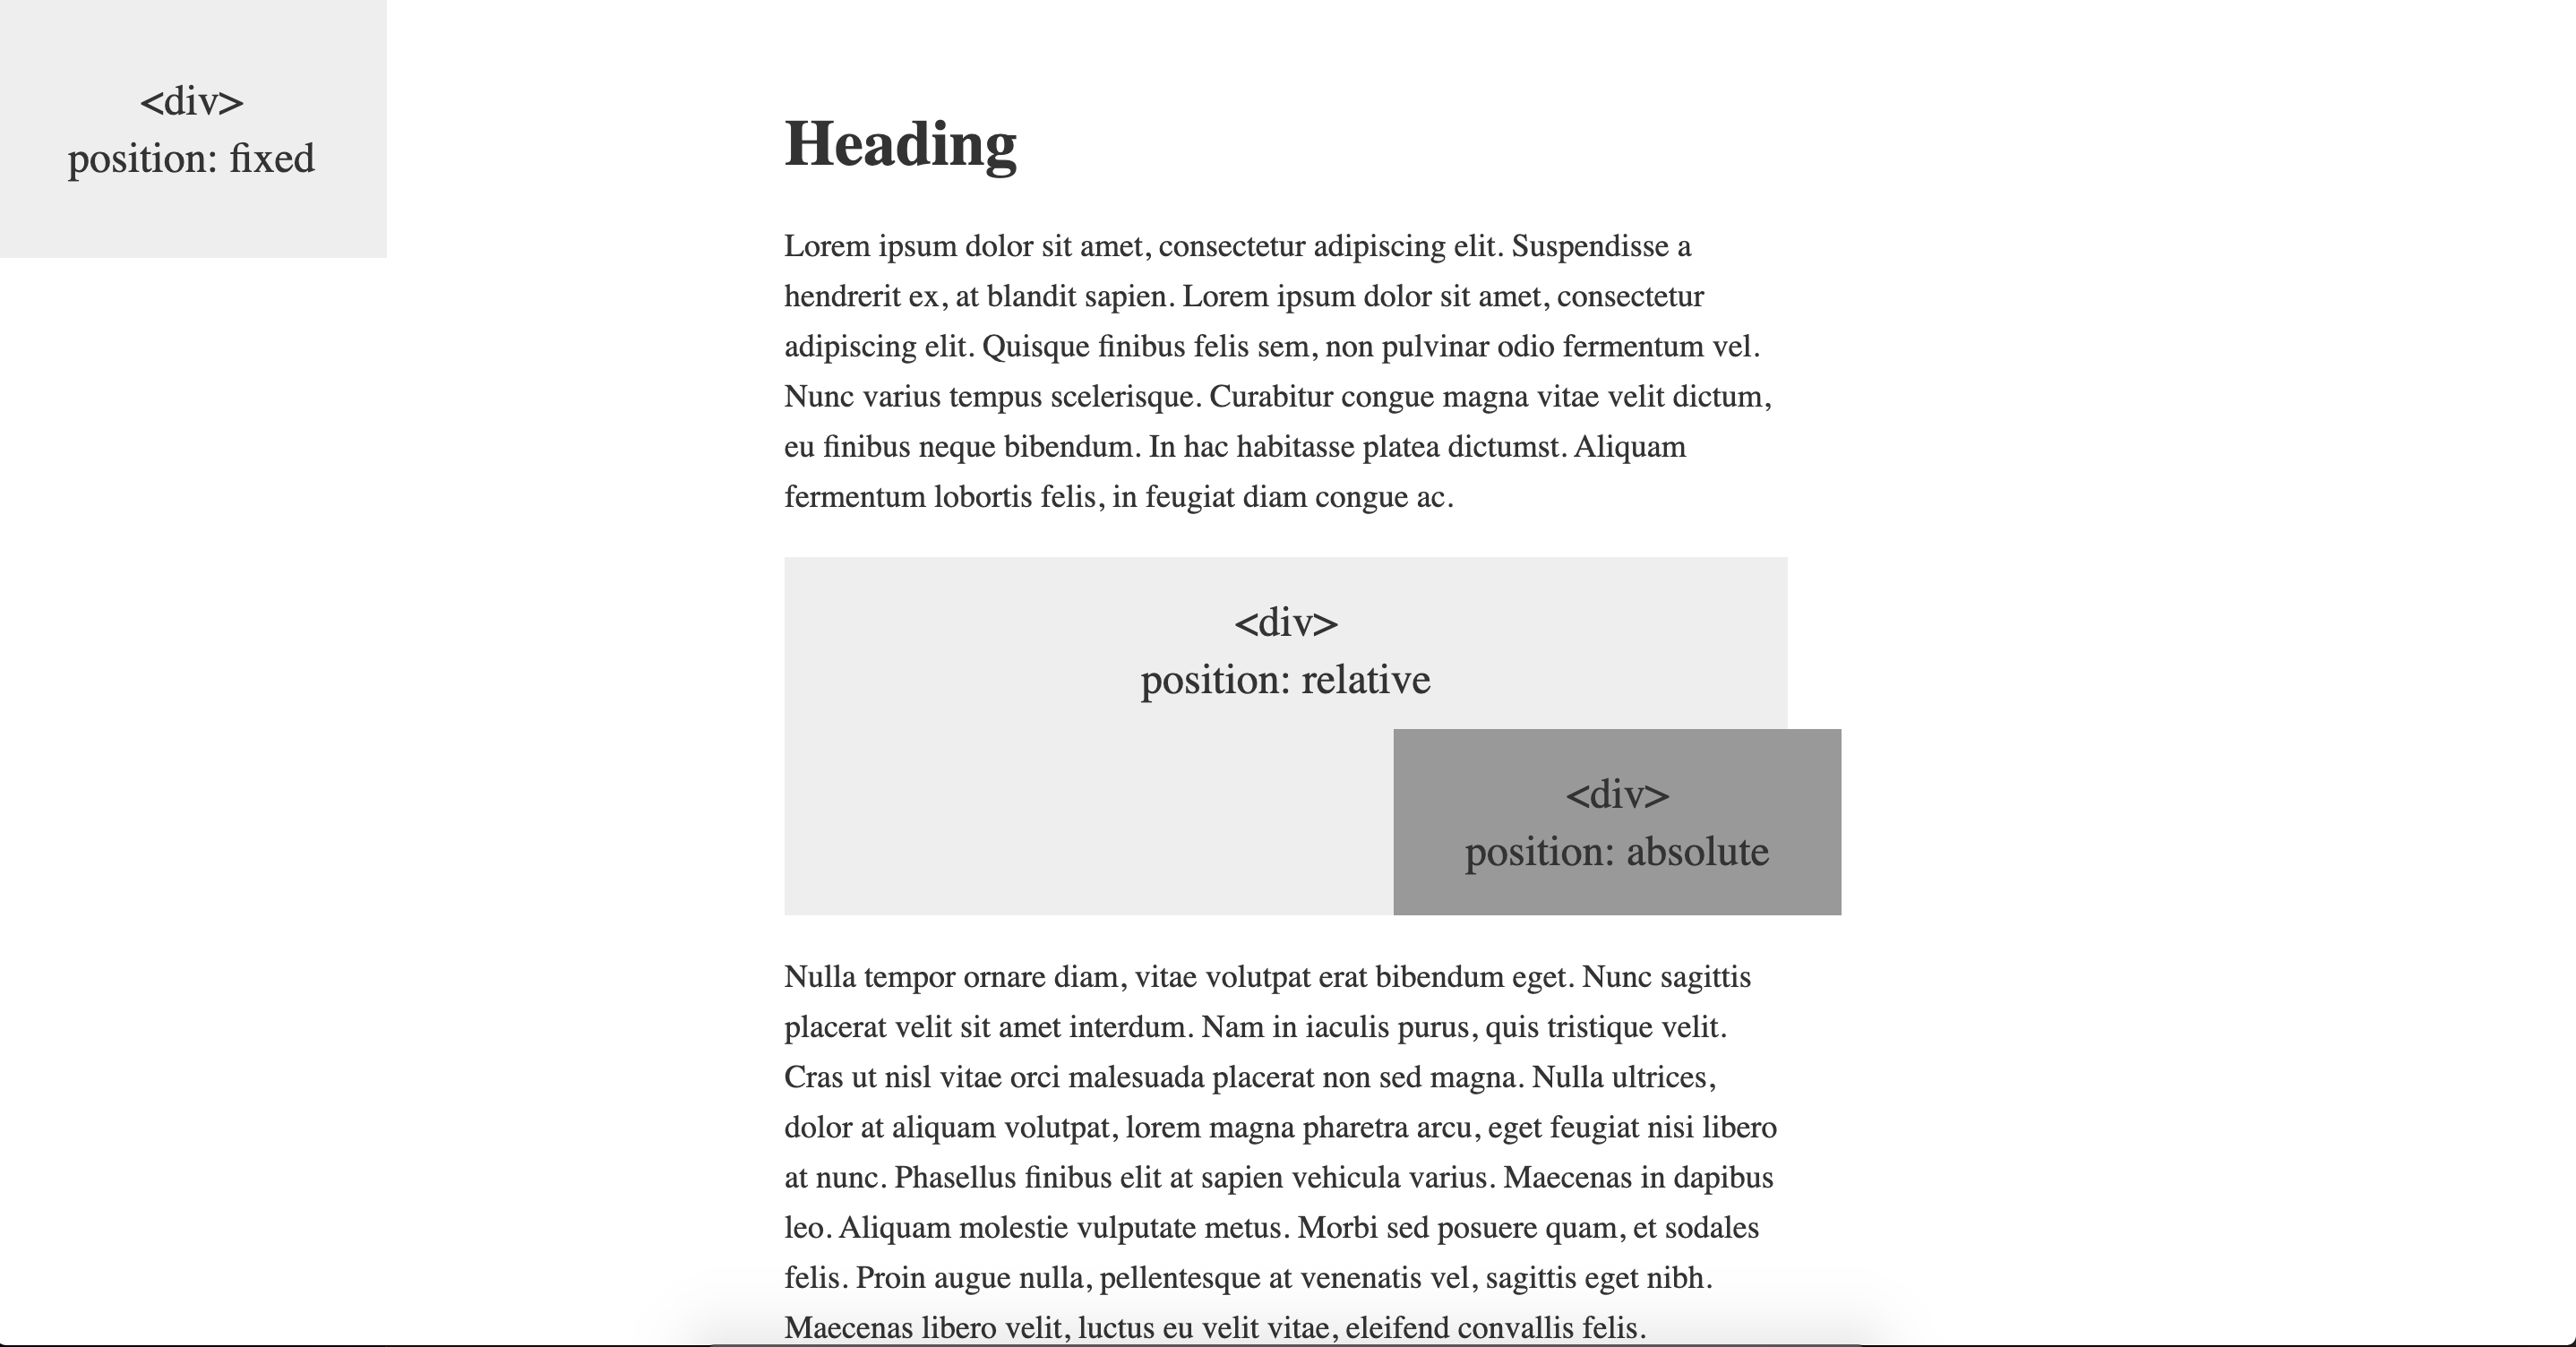 <div>
position: fixed
Heading
Lorem ipsum dolor sit amet, consectetur adipiscing elit. Suspendisse a
hendrerit ex, at blandit sapien. Lorem ipsum dolor sit amet, consectetur
adipiscing elit. Quisque finibus felis sem, non pulvinar odio fermentum vel.
Nunc varius tempus scelerisque. Curabitur congue magna vitae velit dictum,
eu finibus neque bibendum. In hac habitasse platea dictumst. Aliquam
fermentum lobortis felis, in feugiat diam congue ac.
<div>
position: relative
<div>
position: absolute
Nulla tempor ornare diam, vitae volutpat erat bibendum eget. Nunc sagittis
placerat velit sit amet interdum. Nam in iaculis purus, quis tristique velit.
Cras ut nisl vitae orci malesuada placerat non sed magna. Nulla ultrices,
dolor at aliquam volutpat, lorem magna pharetra arcu, eget feugiat nisi libero
at nunc. Phasellus finibus elit at sapien vehicula varius. Maecenas in dapibus
leo. Aliquam molestie vulputate metus. Morbi sed posuere quam, et sodales
felis. Proin augue nulla, pellentesque at venenatis vel, sagittis eget nibh.
Maecenas libero velit, luctus eu velit vitae, eleifend convallis felis.